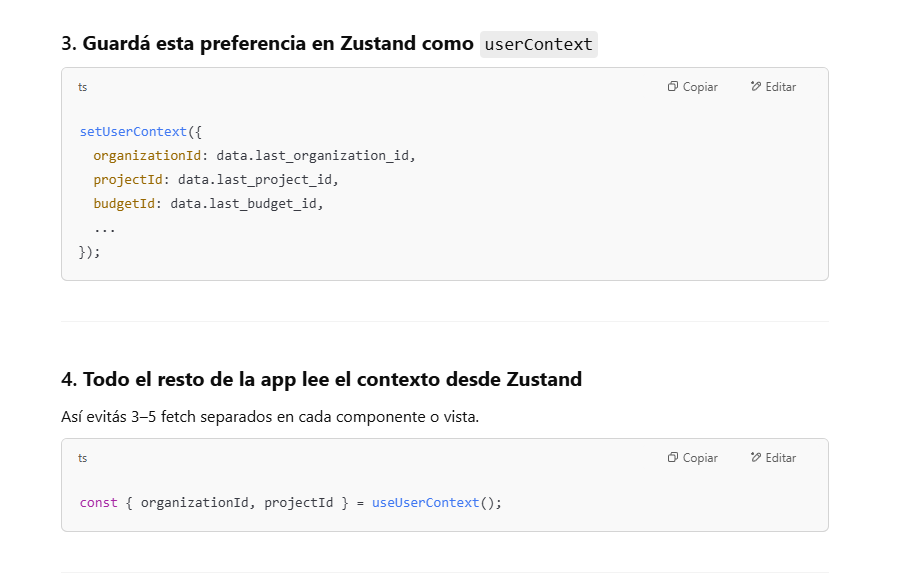 3. Guardá esta preferencia en Zustand como userContext
ts
Copiar
Editar
setUserContext({
  organizationId: data.last_organization_id,
  projectId: data.last_project_id,
  budgetId: data.last_budget_id,
  ...
});
4. Todo el resto de la app lee el contexto desde Zustand
Así evitás 3–5 fetch separados en cada componente o vista.
ts
Copiar
Editar
const { organizationId, projectId } = useUserContext();